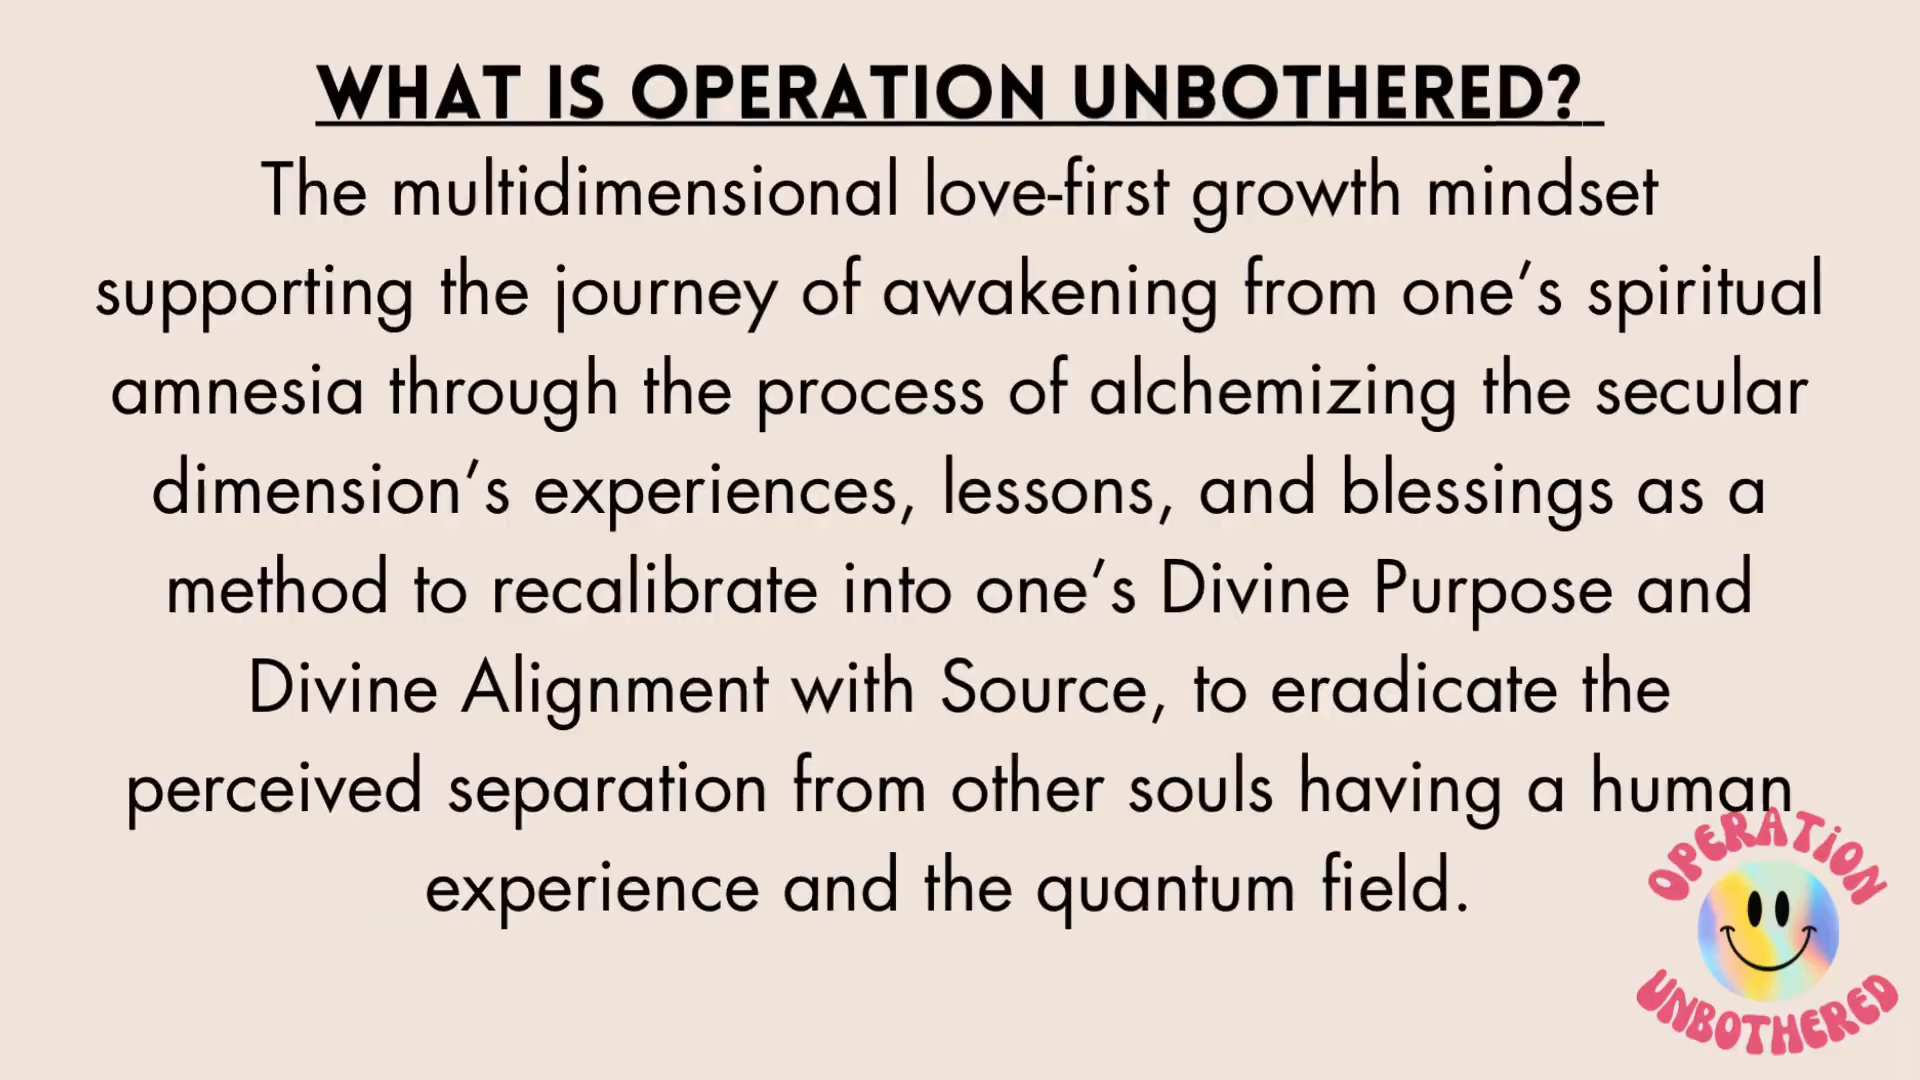 WHAT IS OPERATION UNBOTHERED?
The multidimensional love-first growth mindset
supporting the journey of awakening from one’s spiritual
amnesia through the process of alchemizing the secular
dimension’s experiences, lessons, and blessings as a
method to recalibrate into one’s Divine Purpose and
Divine Alignment with Source, to eradicate the
perceived separation from other souls having a human
experience and the quantum field.
OPERATiON
UNBOTHERED